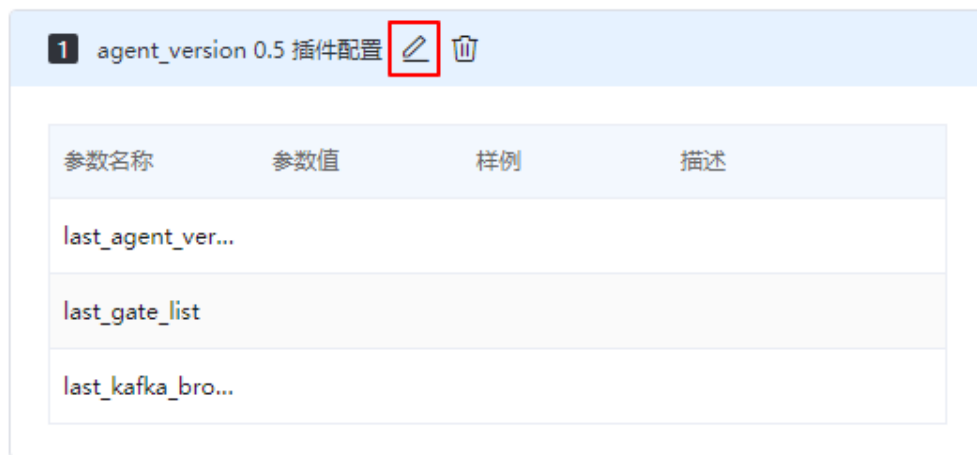 1 agent_version 0.5 插件配置
参数名称 参数值 样例 描述
last_agent_ver...
last_gate_list
last_kafka_bro...